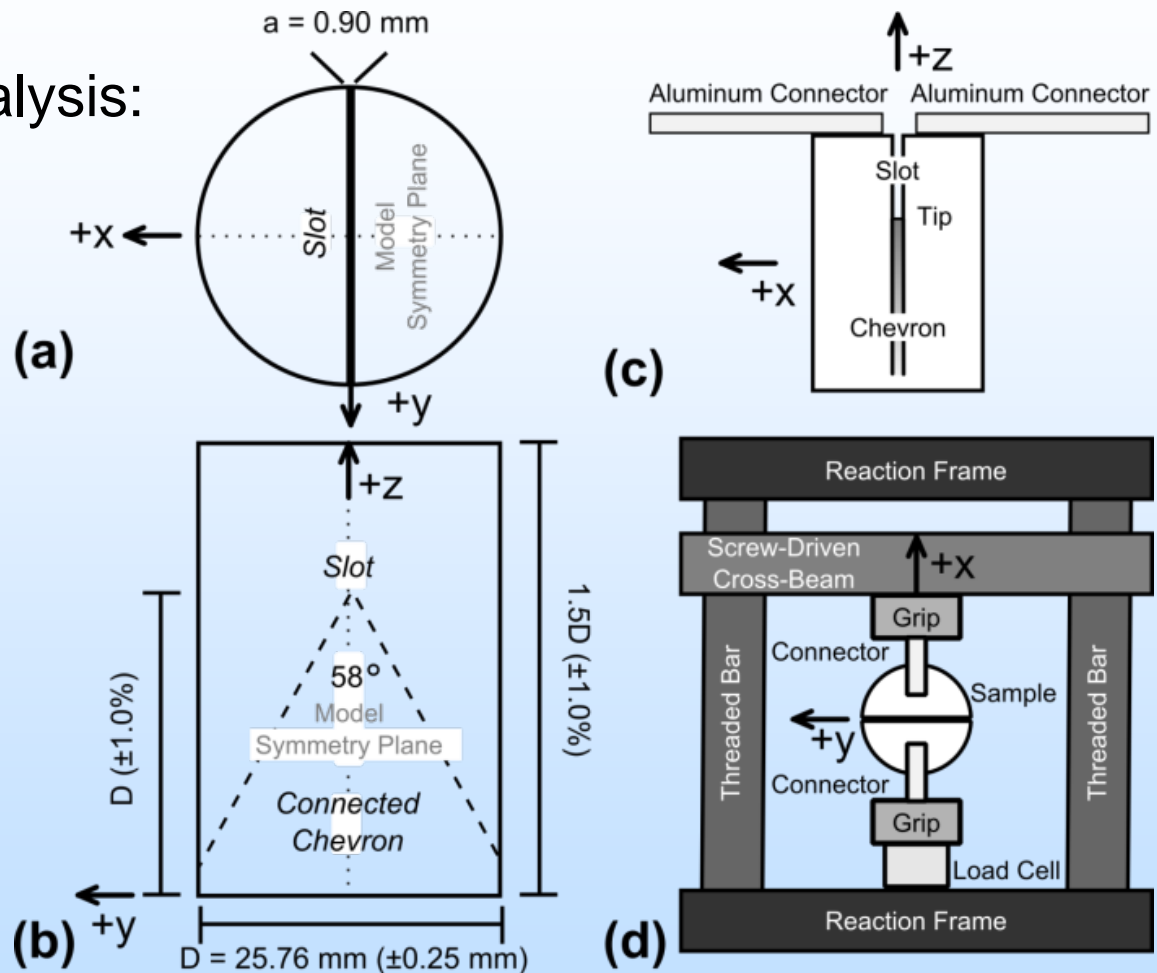 alysis:
a = 0.90 mm
+x
Slot
Model
Symmetry Plane
(a)
+y
+z
Slot
58°
Model
Symmetry Plane
Connected
Chevron
D (±1.0%)
1.5D (±1.0%)
+y
(b)
D = 25.76 mm (±0.25 mm)
+z
Aluminum Connector
Aluminum Connector
Slot
Tip
+x
Chevron
(c)
Reaction Frame
Screw-Driven
Cross-Beam
+x
Grip
Connector
Sample
+y
Threaded Bar
Threaded Bar
Connector
Grip
Load Cell
Reaction Frame
(d)